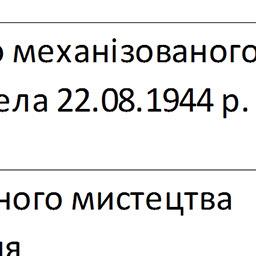 о механізованого
ела 22.08.1944 р.
ного мистецтва
ня